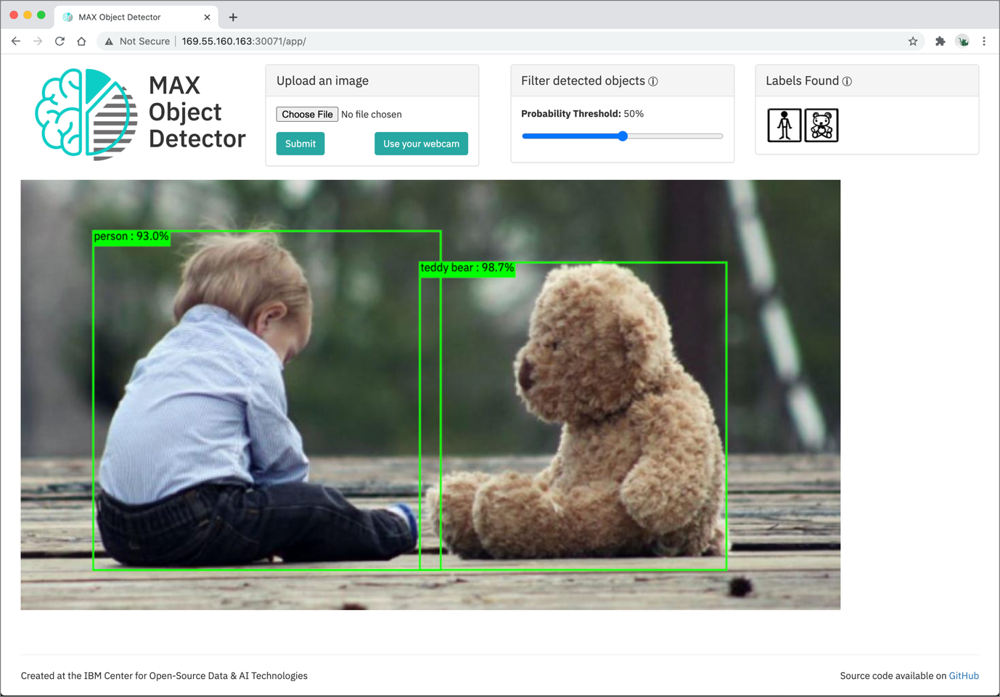 MAX Object Detector
Not Secure | 169.55.160.163:30071/app/
MAX
Object
Detector
Upload an image
Choose File No file chosen
Submit Use your webcam
Filter detected objects
Probability Threshold: 50%
Labels Found
person : 93.0%
teddy bear : 98.7%
Created at the IBM Center for Open-Source Data & AI Technologies
Source code available on GitHub